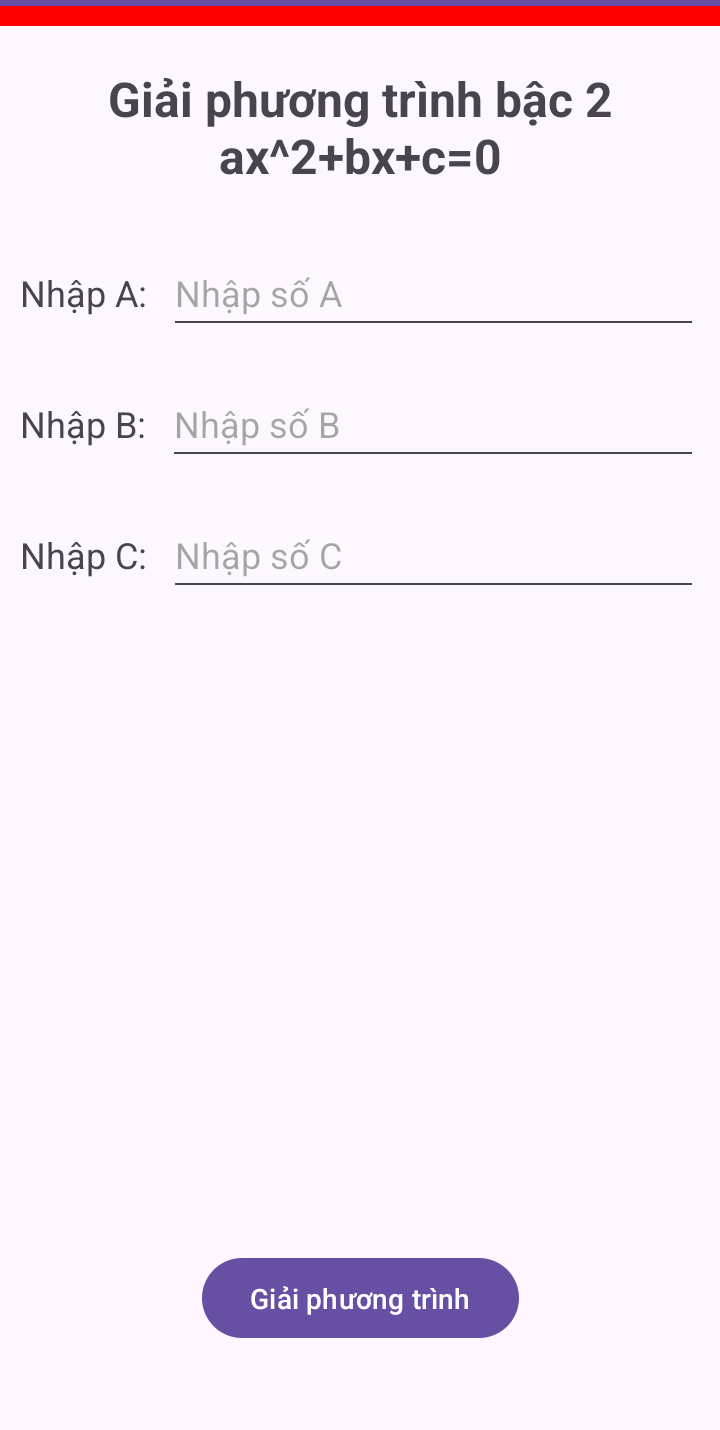 Giải phương trình bậc 2
ax^2+bx+c=0
Nhập A: Nhập số A
Nhập B: Nhập số B
Nhập C: Nhập số C
Giải phương trình